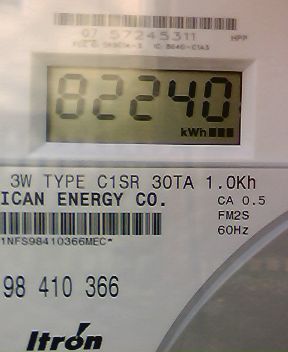 07 57245311 HPP
82240
kWh
3W TYPE C1SR 30TA 1.0Kh
ICAN ENERGY CO.
CA 0.5
FM2S
60Hz
1NFS98410366MEC*
98 410 366
Itron